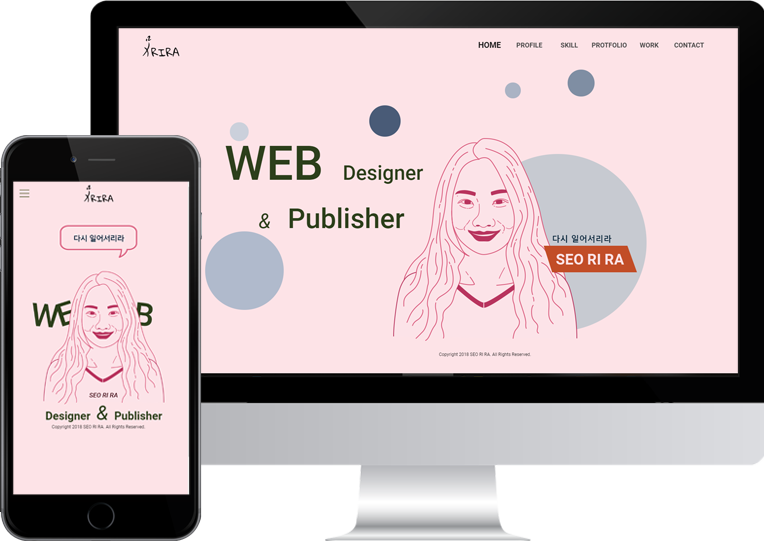 RIRA
HOME PROFILE SKILL PROTFOLIO WORK CONTACT
WEB Designer
& Publisher
다시 일어서리라
SEO RI RA
Copyright 2018 SEO RI RA. All Rights Reserved.
RIRA
다시 일어서리라
WE B
SEO RI RA
Designer & Publisher
Copyright 2018 SEO RI RA. All Rights Reserved.